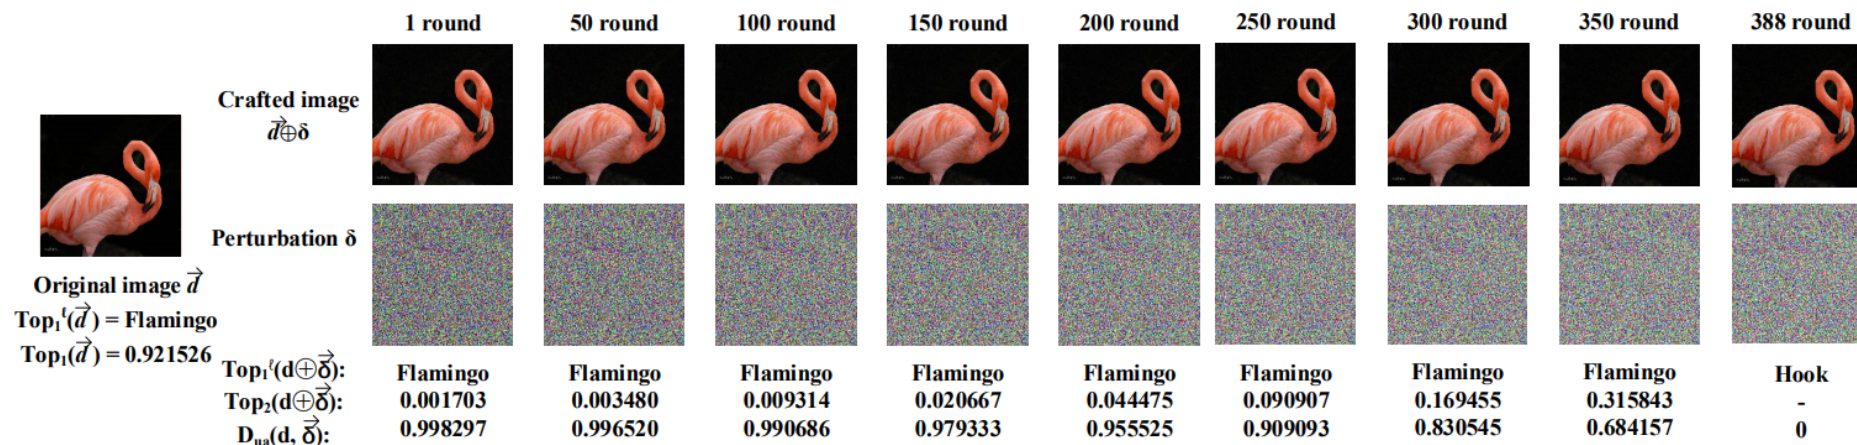 1 round 50 round 100 round 150 round 200 round 250 round 300 round 350 round 388 round
Crafted image
d⃗⊕δ
Perturbation δ
Original image d⃗
Top₁ᵗ(d⃗) = Flamingo
Top₁(d⃗) = 0.921526
Top₁ᵗ(d⊕δ⃗): Flamingo Flamingo Flamingo Flamingo Flamingo Flamingo Flamingo Flamingo Hook
Top₂(d⊕δ⃗): 0.001703 0.003480 0.009314 0.020667 0.044475 0.090907 0.169455 0.315843 -
Dᵤₐ(d, δ⃗): 0.998297 0.996520 0.990686 0.979333 0.955525 0.909093 0.830545 0.684157 0